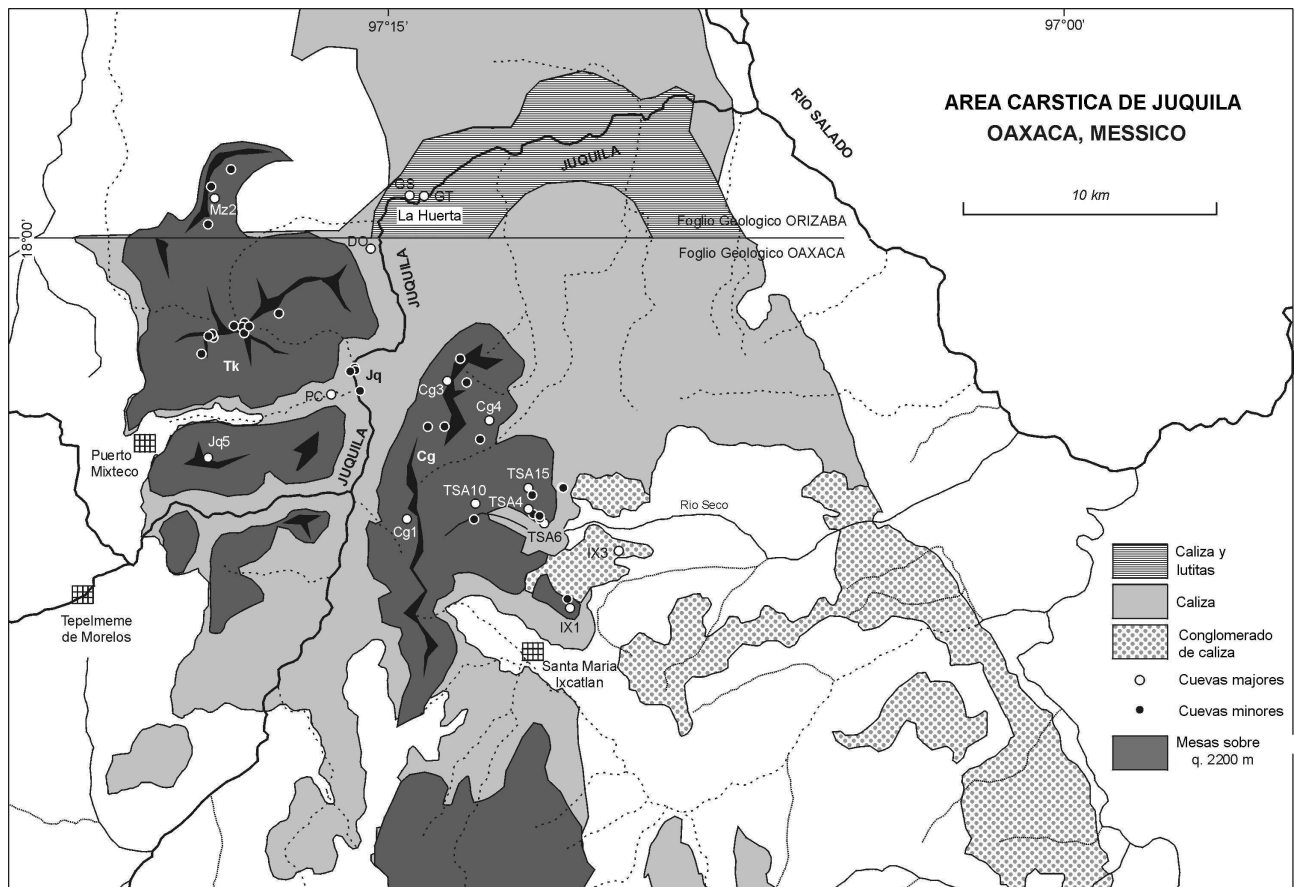 97°15'
97°00'
AREA CARSTICA DE JUQUILA
OAXACA, MESSICO
10 km
RIO SALADO
JUQUILA
GS
GT
La Huerta
Mz2
Foglio Geologico ORIZABA
18°00'
DO
Foglio Geologico OAXACA
JUQUILA
Tk
Jq
PC
Cg3
Cg4
Jq5
Puerto
Mixteco
JUQUILA
Cg
TSA15
TSA10
TSA4
Rio Seco
Cg1
TSA6
IX3
Tepelmeme
de Morelos
IX1
Santa Maria
Ixcatlan
Caliza y
lutitas
Caliza
Conglomerado
de caliza
Cuevas majores
Cuevas minores
Mesas sobre
q. 2200 m